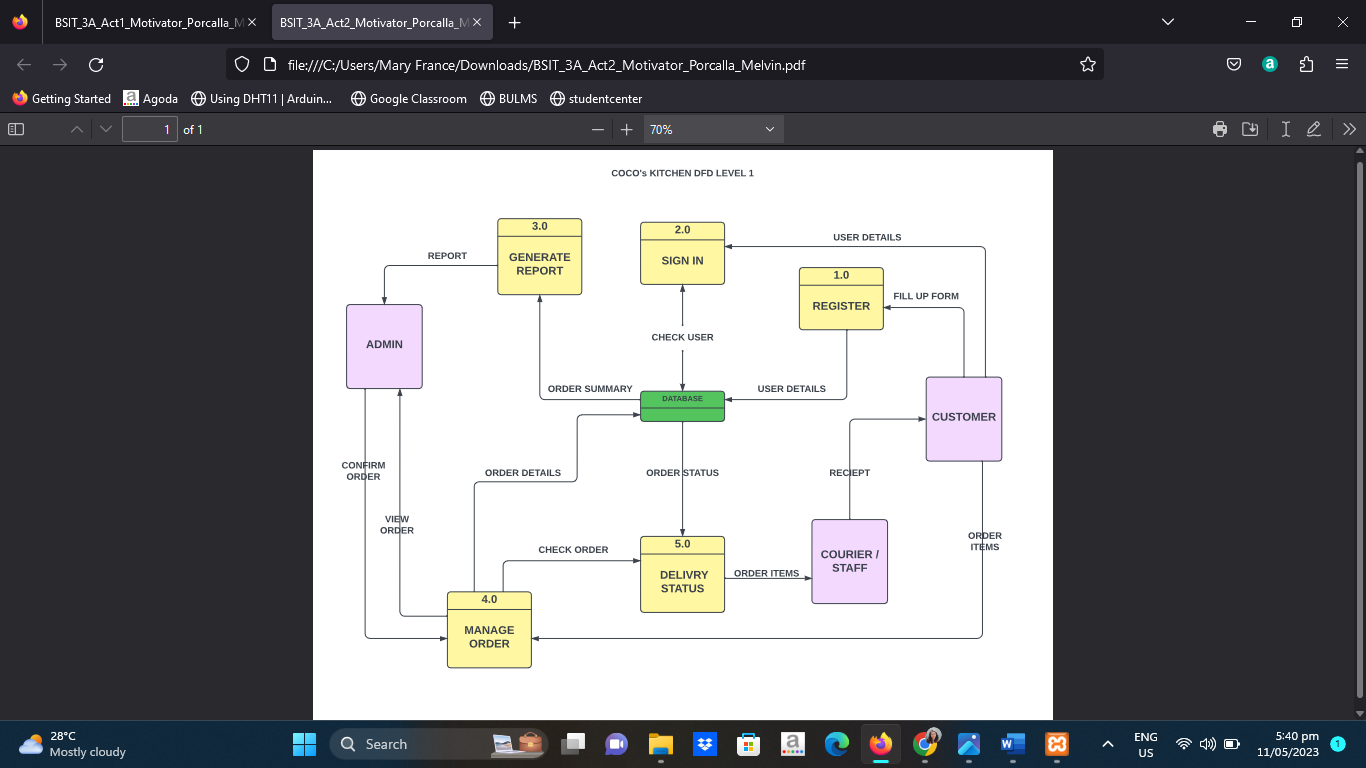 BSIT_3A_Act1_Motivator_Porcalla_M
BSIT_3A_Act2_Motivator_Porcalla_M
file:///C:/Users/Mary France/Downloads/BSIT_3A_Act2_Motivator_Porcalla_Melvin.pdf
Getting Started
Agoda
Using DHT11 | Arduin...
Google Classroom
BULMS
studentcenter
1 of 1
70%
COCO's KITCHEN DFD LEVEL 1
3.0
GENERATE
REPORT
2.0
SIGN IN
USER DETAILS
REPORT
1.0
REGISTER
FILL UP FORM
ADMIN
CHECK USER
ORDER SUMMARY
DATABASE
USER DETAILS
CUSTOMER
CONFIRM
ORDER
ORDER DETAILS
ORDER STATUS
RECIEPT
VIEW
ORDER
ORDER
ITEMS
CHECK ORDER
5.0
DELIVRY
STATUS
ORDER ITEMS
COURIER /
STAFF
4.0
MANAGE
ORDER
28°C
Mostly cloudy
Search
ENG
US
5:40 pm
11/05/2023
1